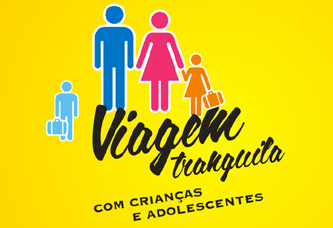 Viagem
tranquila
COM CRIANÇAS
E ADOLESCENTES